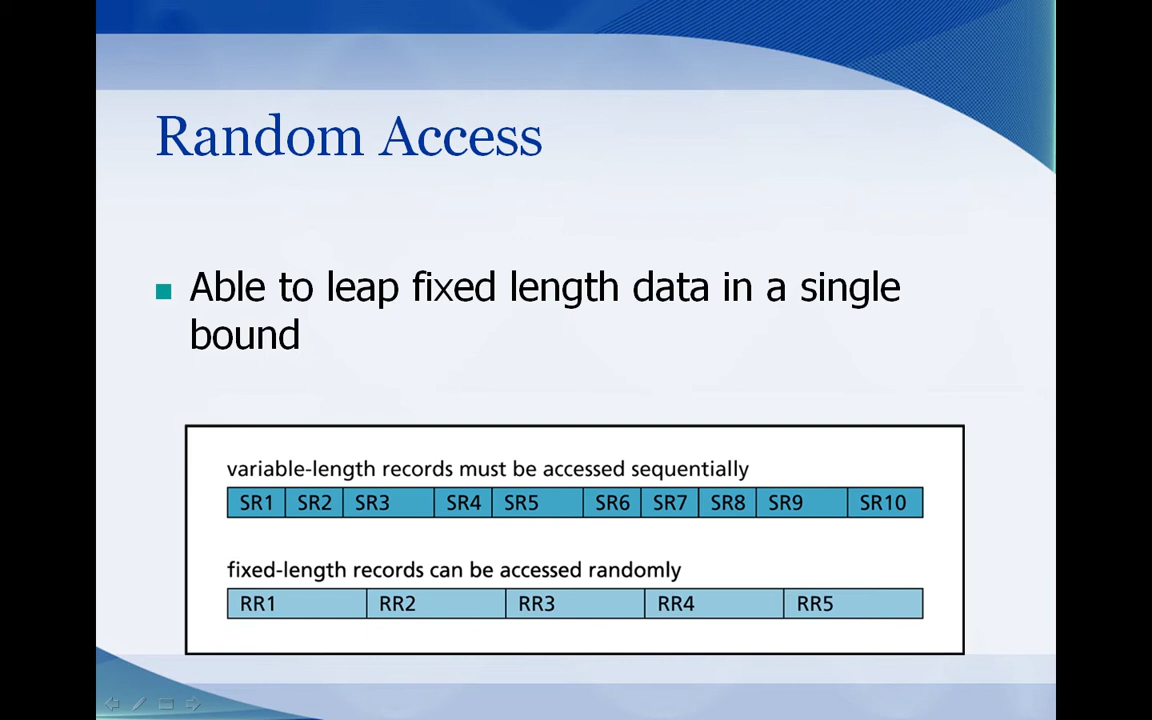 Random Access
Able to leap fixed length data in a single
bound
variable-length records must be accessed sequentially
SR1 SR2 SR3 SR4 SR5 SR6 SR7 SR8 SR9 SR10
fixed-length records can be accessed randomly
RR1 RR2 RR3 RR4 RR5